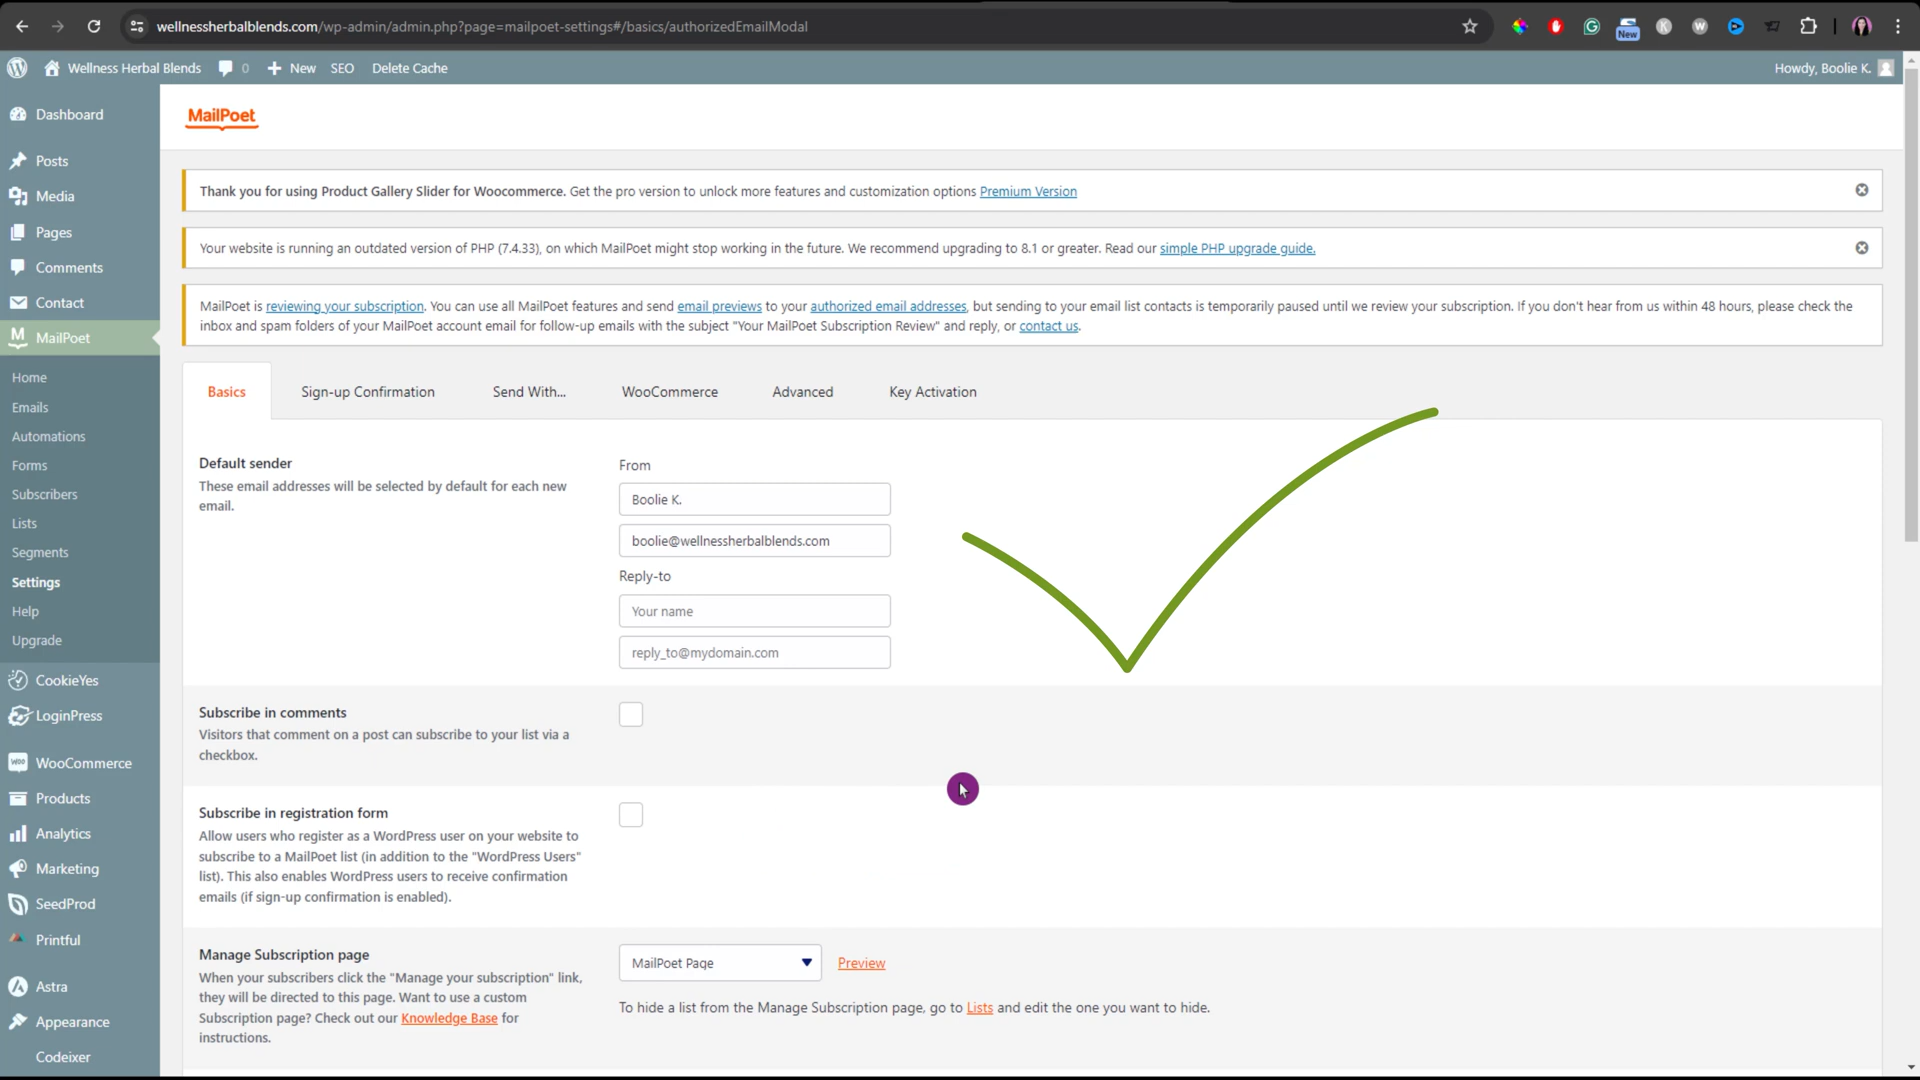 wellnessherbalblends.com/wp-admin/admin.php?page=mailpoet-settings#/basics/authorizedEmailModal
New
K
W
Wellness Herbal Blends
0
New
SEO
Delete Cache
Howdy, Boolie K.
Dashboard
Posts
Media
Pages
Comments
Contact
M
MailPoet
Home
Emails
Automations
Forms
Subscribers
Lists
Segments
Settings
Help
Upgrade
CookieYes
LoginPress
woo
WooCommerce
Products
Analytics
Marketing
SeedProd
Printful
Astra
Appearance
Codeixer
MailPoet
Thank you for using Product Gallery Slider for Woocommerce. Get the pro version to unlock more features and customization options Premium Version
Your website is running an outdated version of PHP (7.4.33), on which MailPoet might stop working in the future. We recommend upgrading to 8.1 or greater. Read our simple PHP upgrade guide.
MailPoet is reviewing your subscription. You can use all MailPoet features and send email previews to your authorized email addresses, but sending to your email list contacts is temporarily paused until we review your subscription. If you don't hear from us within 48 hours, please check the
inbox and spam folders of your MailPoet account email for follow-up emails with the subject "Your MailPoet Subscription Review" and reply, or contact us.
Basics
Sign-up Confirmation
Send With...
WooCommerce
Advanced
Key Activation
Default sender
These email addresses will be selected by default for each new
email.
From
Boolie K.
boolie@wellnessherbalblends.com
Reply-to
Your name
reply_to@mydomain.com
Subscribe in comments
Visitors that comment on a post can subscribe to your list via a
checkbox.
Subscribe in registration form
Allow users who register as a WordPress user on your website to
subscribe to a MailPoet list (in addition to the "WordPress Users"
list). This also enables WordPress users to receive confirmation
emails (if sign-up confirmation is enabled).
Manage Subscription page
When your subscribers click the "Manage your subscription" link,
they will be directed to this page. Want to use a custom
Subscription page? Check out our Knowledge Base for
instructions.
MailPoet Page
Preview
To hide a list from the Manage Subscription page, go to Lists and edit the one you want to hide.